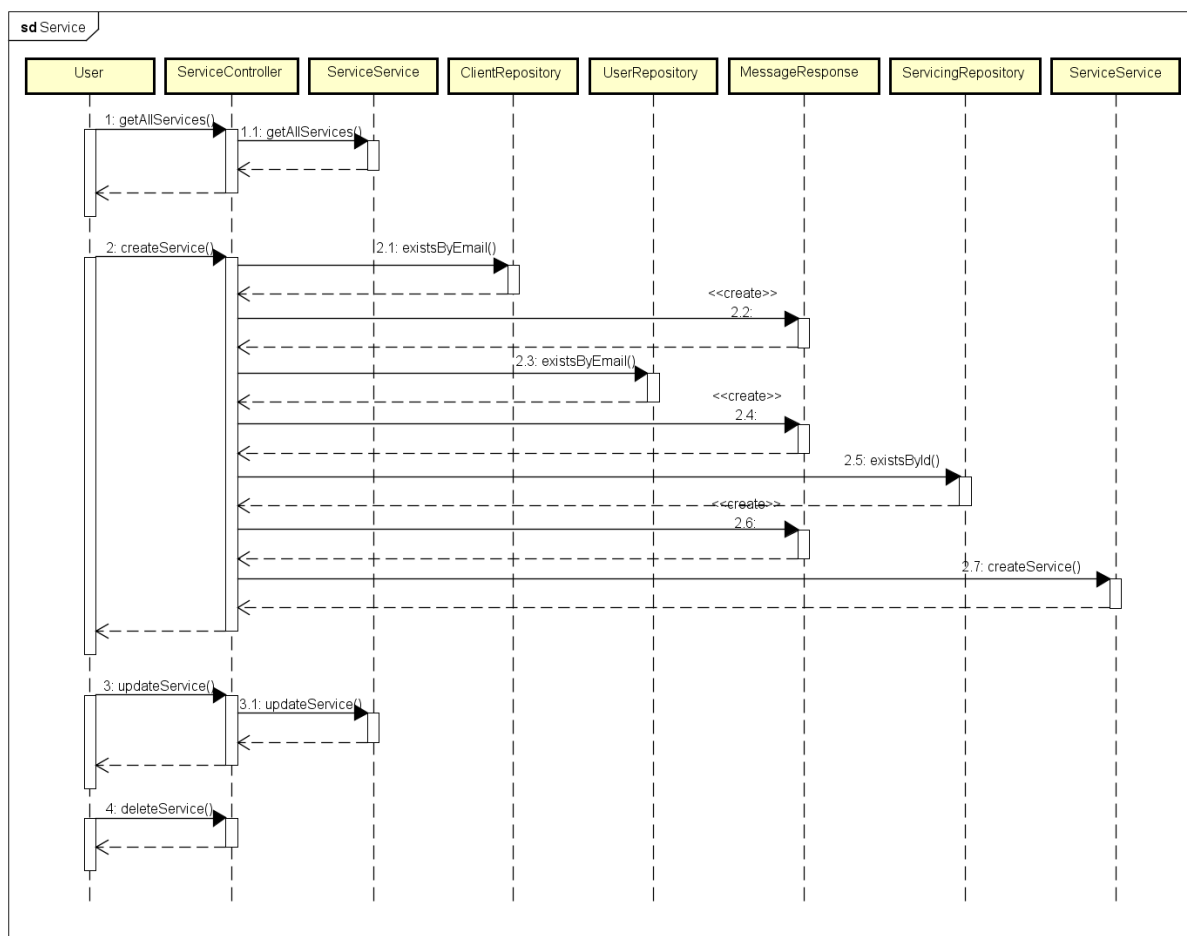 sd Service
User
ServiceController
ServiceService
ClientRepository
UserRepository
MessageResponse
ServicingRepository
ServiceService
1: getAllServices()
1.1: getAllServices()
2: createService()
2.1: existsByEmail()
<<create>>
2.2:
2.3: existsByEmail()
<<create>>
2.4:
2.5: existsById()
<<create>>
2.6:
2.7: createService()
3: updateService()
3.1: updateService()
4: deleteService()